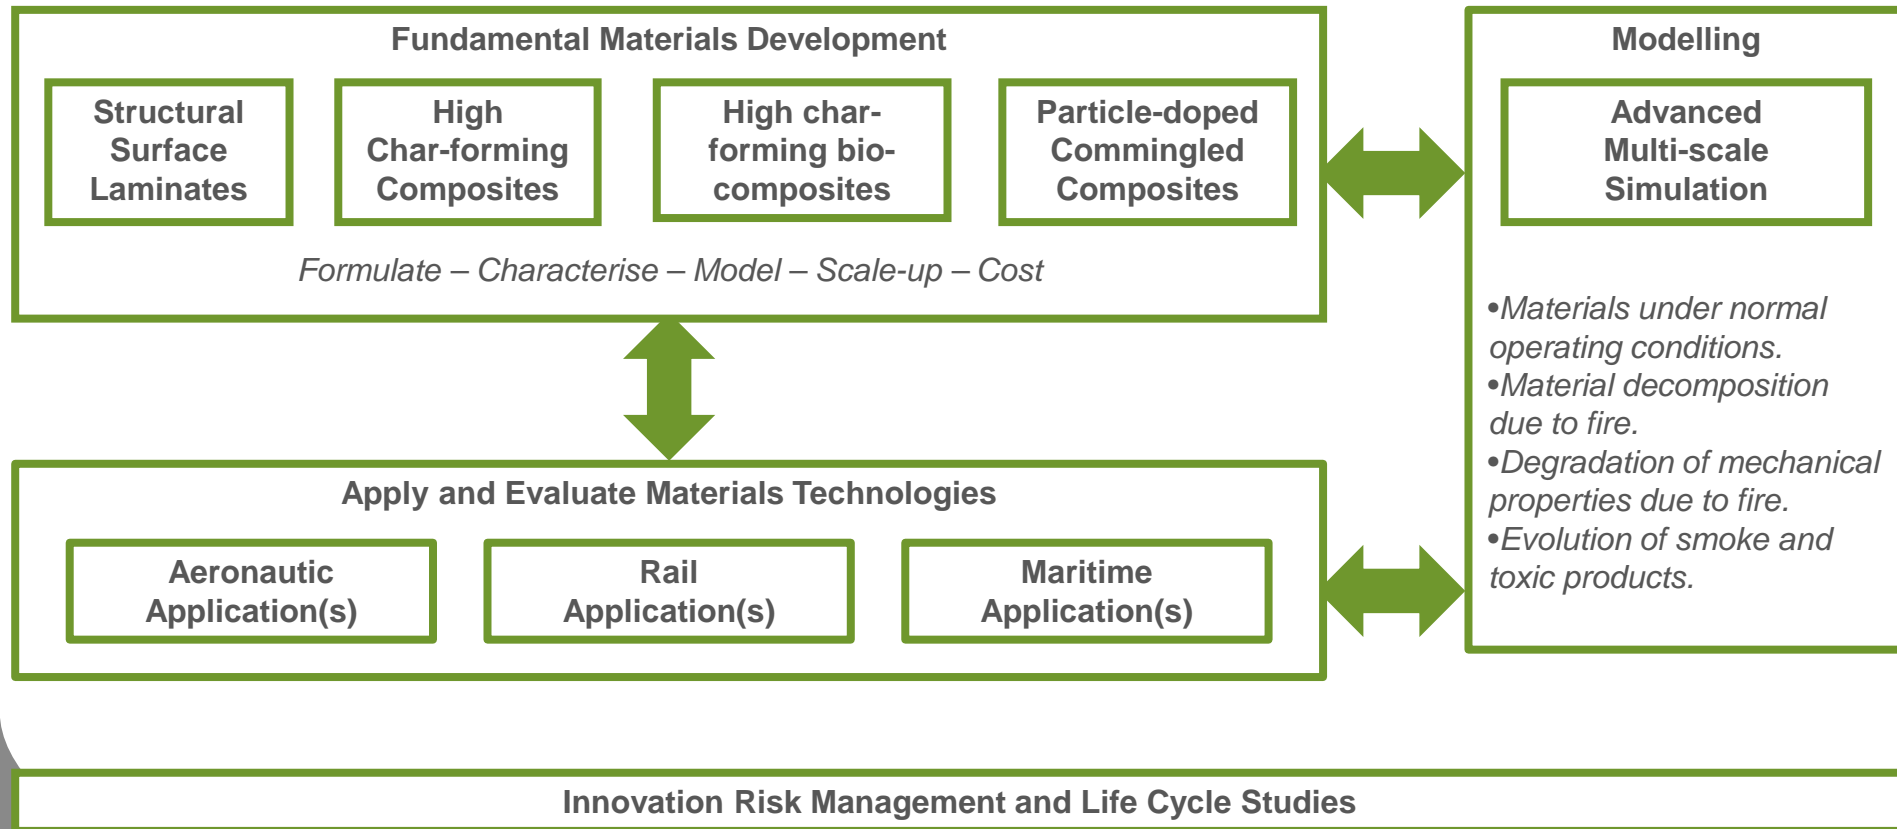 Fundamental Materials Development
Structural
Surface
Laminates
High
Char-forming
Composites
High char-
forming bio-
composites
Particle-doped
Commingled
Composites
Formulate – Characterise – Model – Scale-up – Cost
Modelling
Advanced
Multi-scale
Simulation
•Materials under normal
operating conditions.
•Material decomposition
due to fire.
•Degradation of mechanical
properties due to fire.
•Evolution of smoke and
toxic products.
Apply and Evaluate Materials Technologies
Aeronautic
Application(s)
Rail
Application(s)
Maritime
Application(s)
Innovation Risk Management and Life Cycle Studies